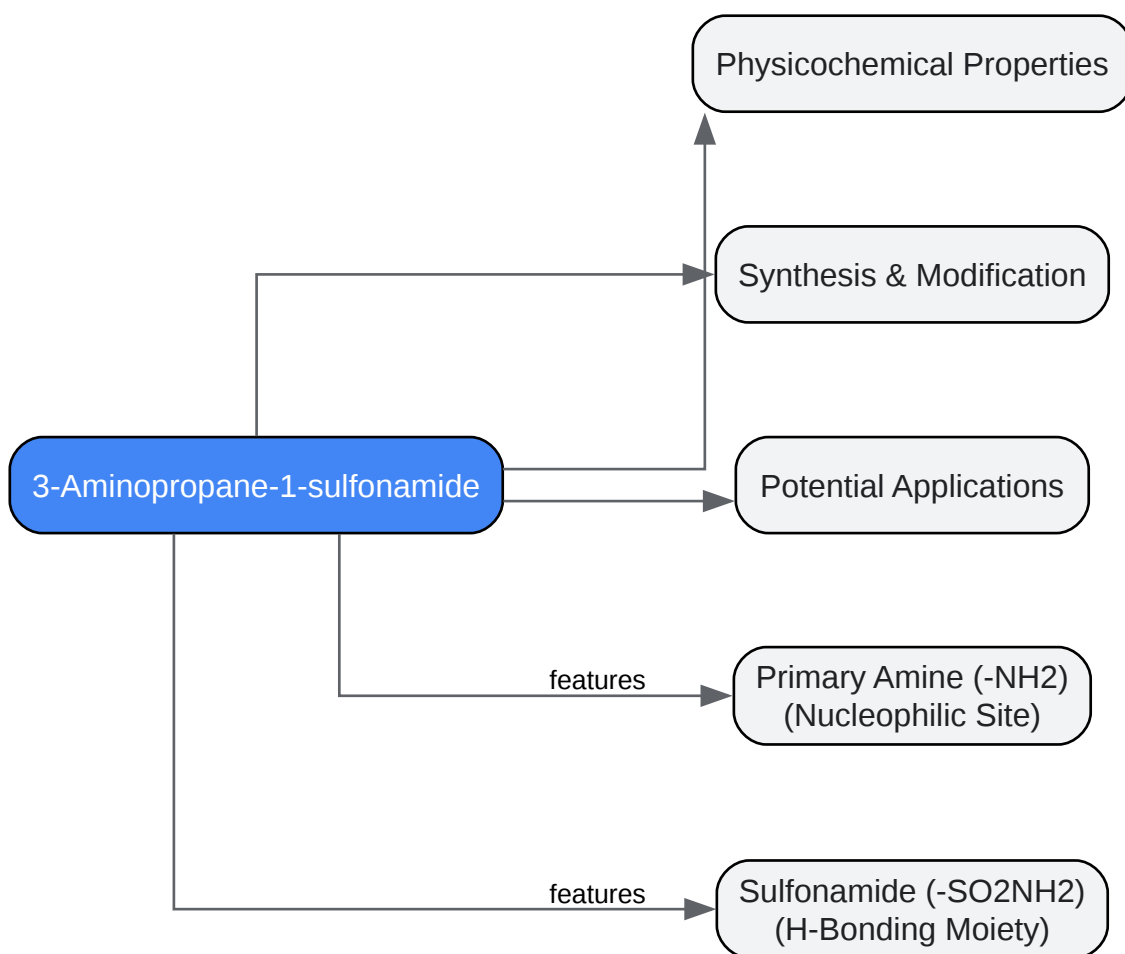 Physicochemical Properties
Synthesis & Modification
3-Aminopropane-1-sulfonamide
Potential Applications
features
Primary Amine (-NH2)
(Nucleophilic Site)
features
Sulfonamide (-SO2NH2)
(H-Bonding Moiety)